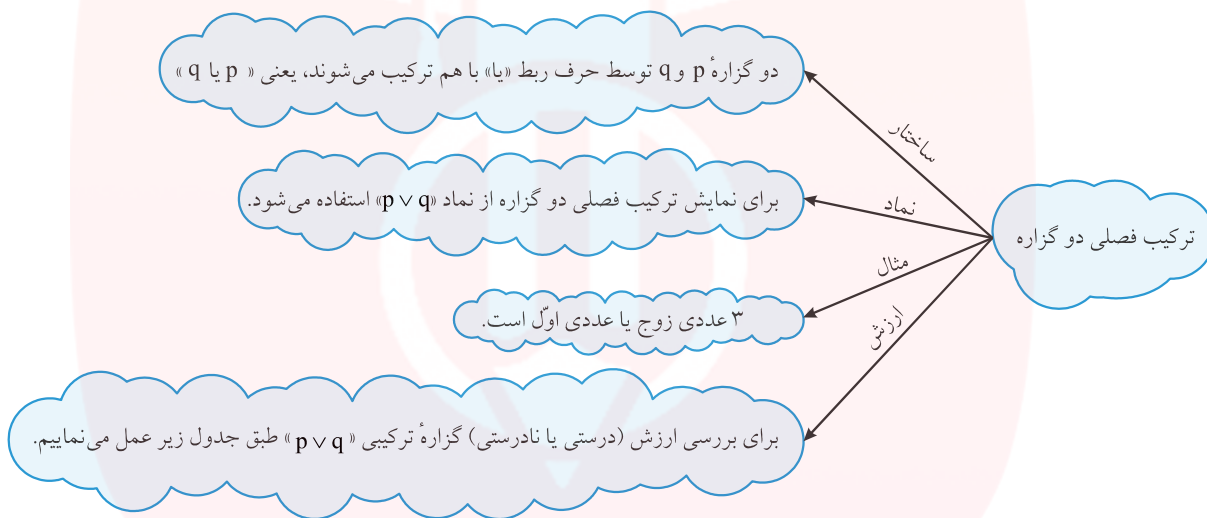 ترکیب فصلی دو گزاره
ساختار
دو گزارهٔ p و q توسط حرف ربط «یا» با هم ترکیب می‌شوند، یعنی « p یا q »
نماد
برای نمایش ترکیب فصلی دو گزاره از نماد «p ∨ q» استفاده می‌شود.
مثال
۳ عددی زوج یا عددی اوّل است.
ارزش
برای بررسی ارزش (درستی یا نادرستی) گزارهٔ ترکیبی « p ∨ q » طبق جدول زیر عمل می‌نماییم.